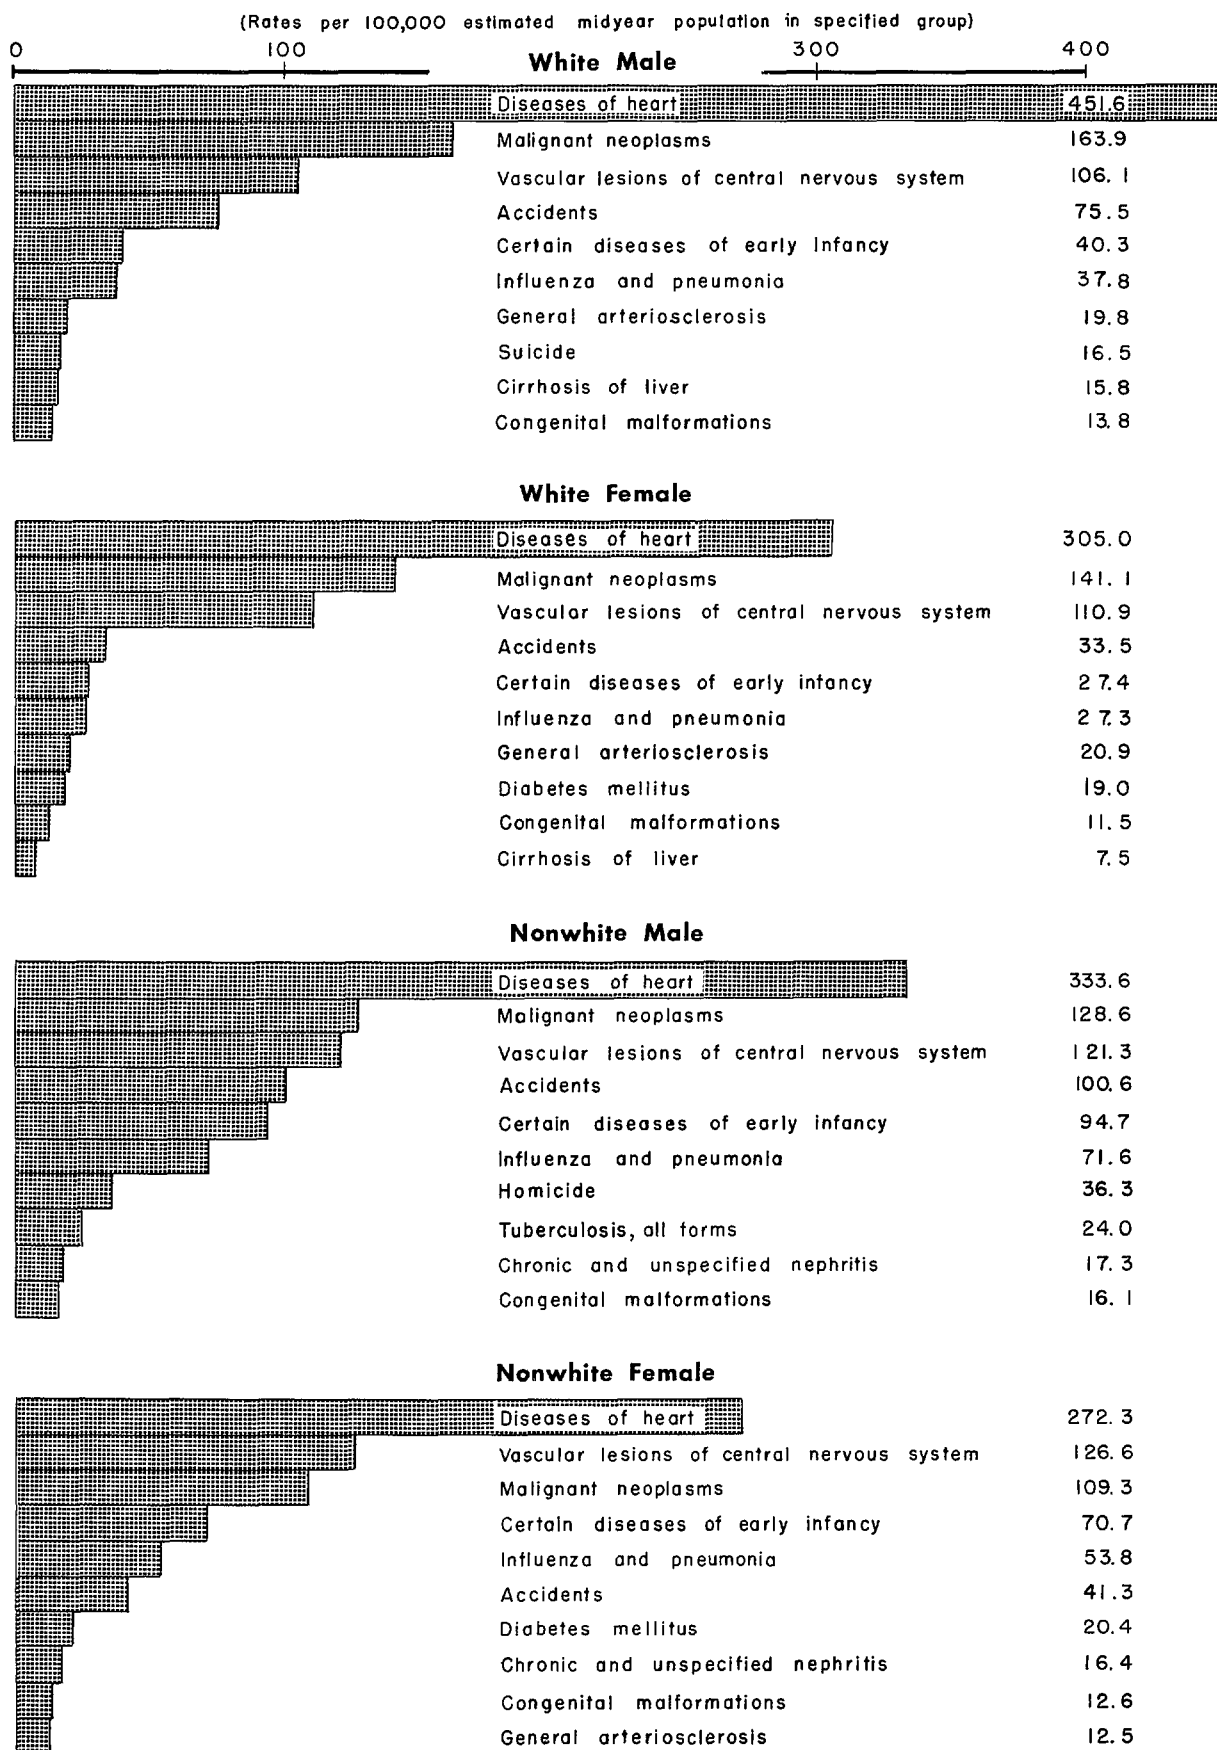 (Rates per 100,000 estimated midyear population in specified group)
0 100 300 400
White Male
Diseases of heart 451.6
Malignant neoplasms 163.9
Vascular lesions of central nervous system 106.1
Accidents 75.5
Certain diseases of early Infancy 40.3
Influenza and pneumonia 37.8
General arteriosclerosis 19.8
Suicide 16.5
Cirrhosis of liver 15.8
Congenital malformations 13.8
White Female
Diseases of heart 305.0
Malignant neoplasms 141.1
Vascular lesions of central nervous system 110.9
Accidents 33.5
Certain diseases of early infancy 27.4
Influenza and pneumonia 27.3
General arteriosclerosis 20.9
Diabetes mellitus 19.0
Congenital malformations 11.5
Cirrhosis of liver 7.5
Nonwhite Male
Diseases of heart 333.6
Malignant neoplasms 128.6
Vascular lesions of central nervous system 121.3
Accidents 100.6
Certain diseases of early infancy 94.7
Influenza and pneumonia 71.6
Homicide 36.3
Tuberculosis, all forms 24.0
Chronic and unspecified nephritis 17.3
Congenital malformations 16.1
Nonwhite Female
Diseases of heart 272.3
Vascular lesions of central nervous system 126.6
Malignant neoplasms 109.3
Certain diseases of early infancy 70.7
Influenza and pneumonia 53.8
Accidents 41.3
Diabetes mellitus 20.4
Chronic and unspecified nephritis 16.4
Congenital malformations 12.6
General arteriosclerosis 12.5